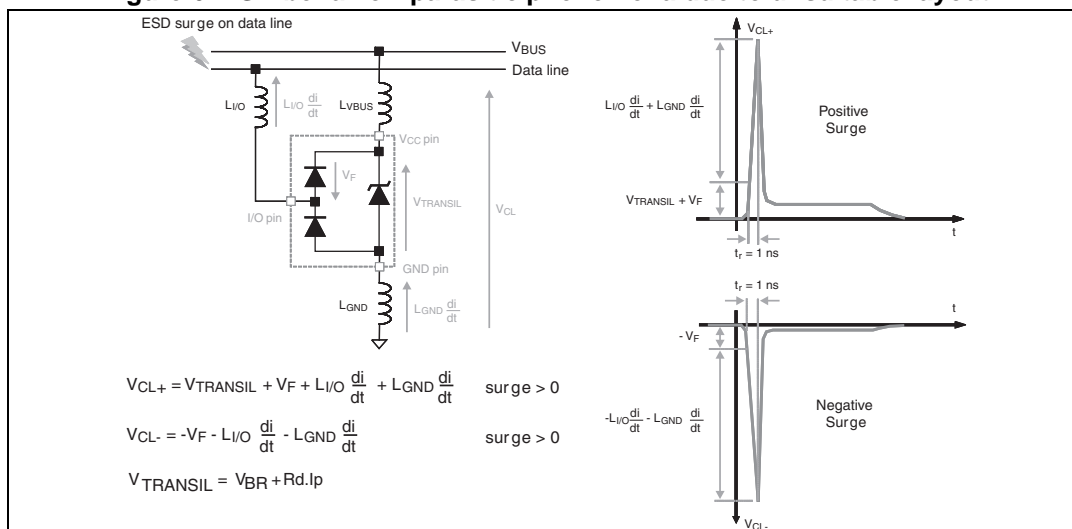 ESD surge on data line
VBUS
Data line
LI/O
LI/O di/dt
LVBUS
VCC pin
VF
VTRANSIL
VCL
I/O pin
GND pin
LGND
LGND di/dt
VCL+ = VTRANSIL + VF + LI/O di/dt + LGND di/dt surge > 0
VCL- = -VF - LI/O di/dt - LGND di/dt surge > 0
VTRANSIL = VBR + Rd.Ip
VCL+
LI/O di/dt + LGND di/dt
Positive
Surge
VTRANSIL + VF
t
tr = 1 ns
tr = 1 ns
t
- VF
-LI/O di/dt - LGND di/dt
Negative
Surge
VCL-